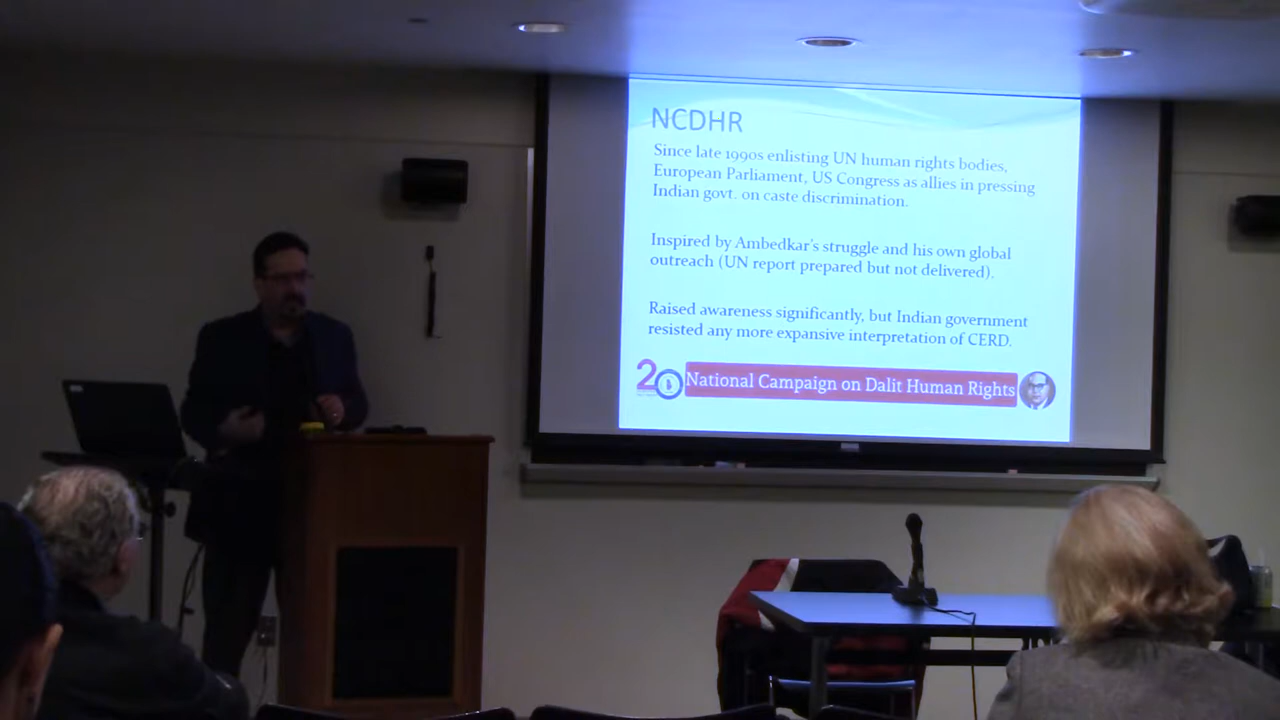 NCDHR
Since late 1990s enlisting UN human rights bodies,
European Parliament, US Congress as allies in pressing
Indian govt. on caste discrimination.
Inspired by Ambedkar's struggle and his own global
outreach (UN report prepared but not delivered).
Raised awareness significantly, but Indian government
resisted any more expansive interpretation of CERD.
20
National Campaign on Dalit Human Rights